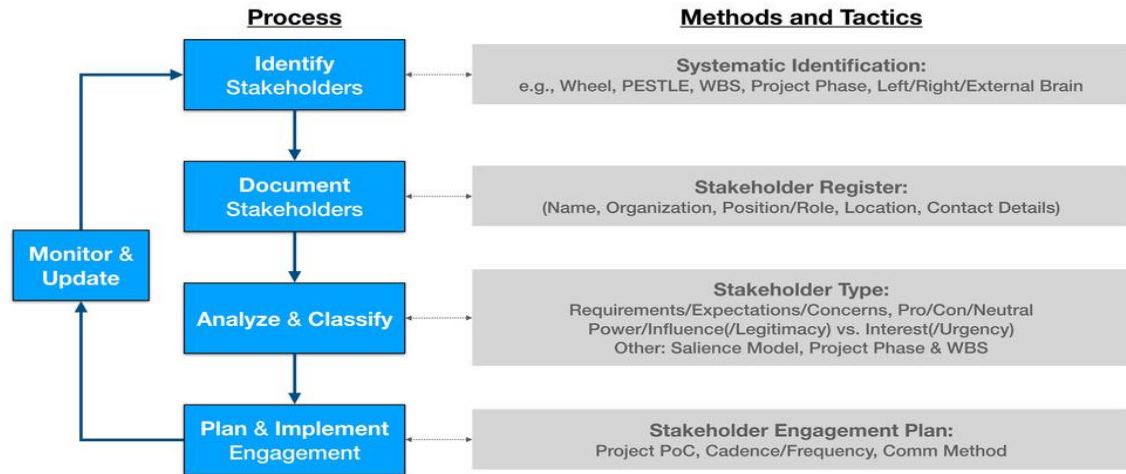 Process
Methods and Tactics
Identify
Stakeholders
Systematic Identification:
e.g., Wheel, PESTLE, WBS, Project Phase, Left/Right/External Brain
Document
Stakeholders
Stakeholder Register:
(Name, Organization, Position/Role, Location, Contact Details)
Monitor &
Update
Analyze & Classify
Stakeholder Type:
Requirements/Expectations/Concerns, Pro/Con/Neutral
Power/Influence(/Legitimacy) vs. Interest(/Urgency)
Other: Salience Model, Project Phase & WBS
Plan & Implement
Engagement
Stakeholder Engagement Plan:
Project PoC, Cadence/Frequency, Comm Method